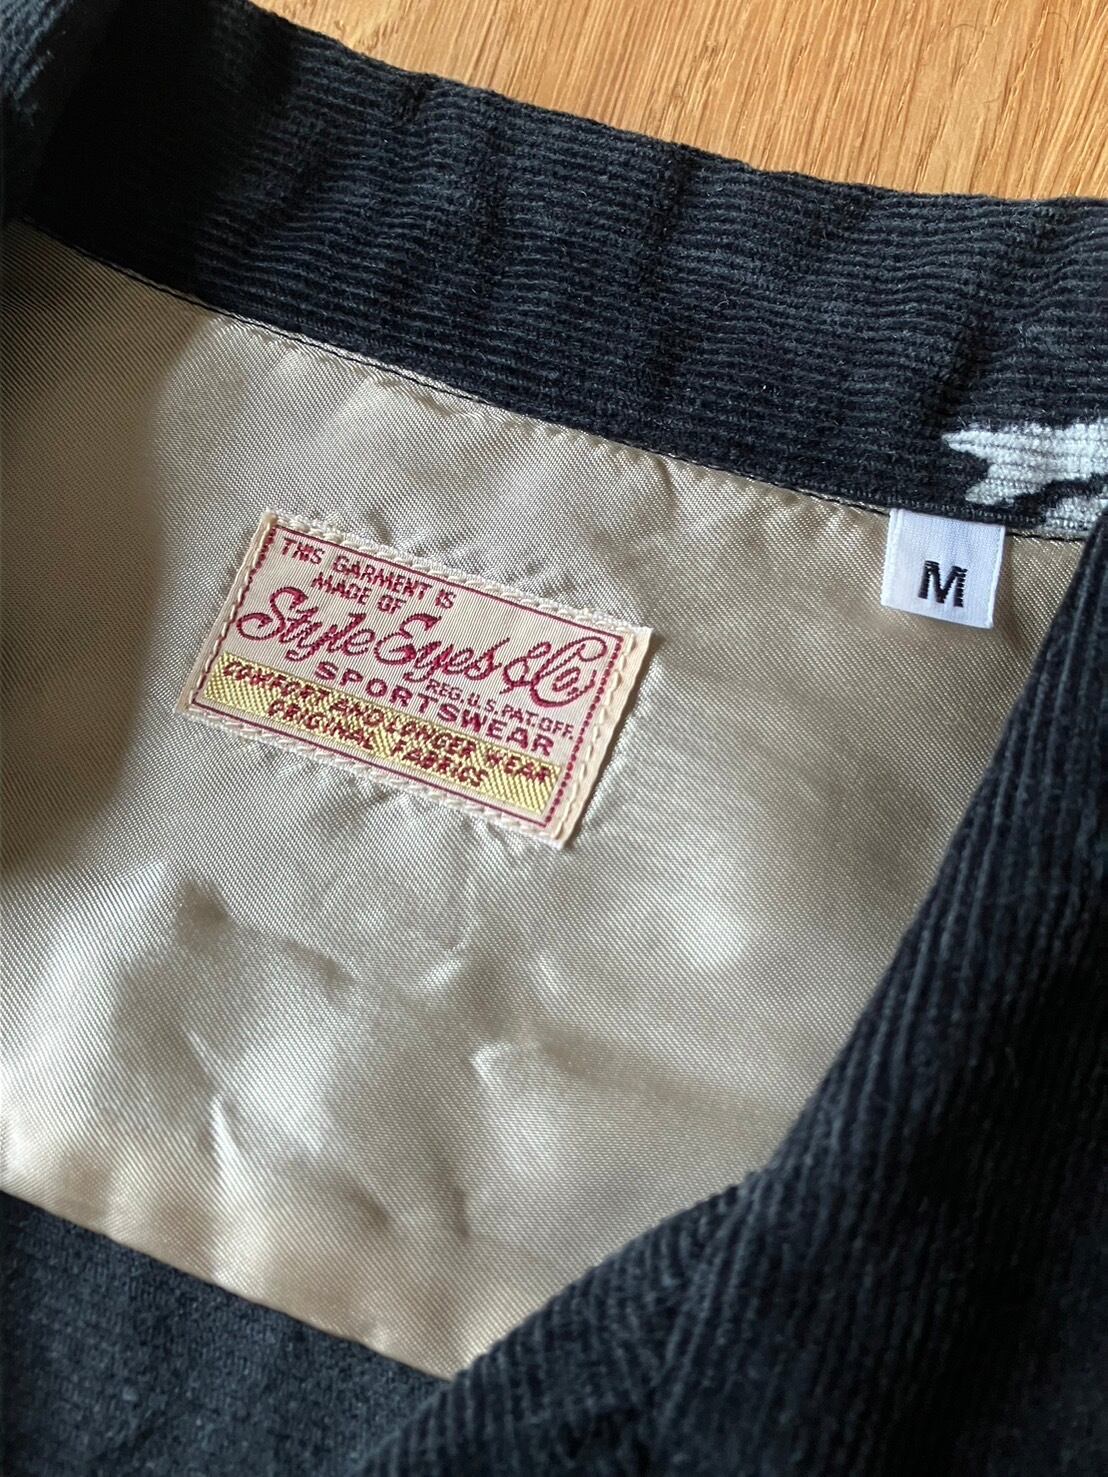 THIS GARMENT IS
MADE OF
Style Eyes & Co.
REG. U.S. PAT. OFF.
SPORTSWEAR
COMFORT AND LONGER WEAR
ORIGINAL FABRICS
M